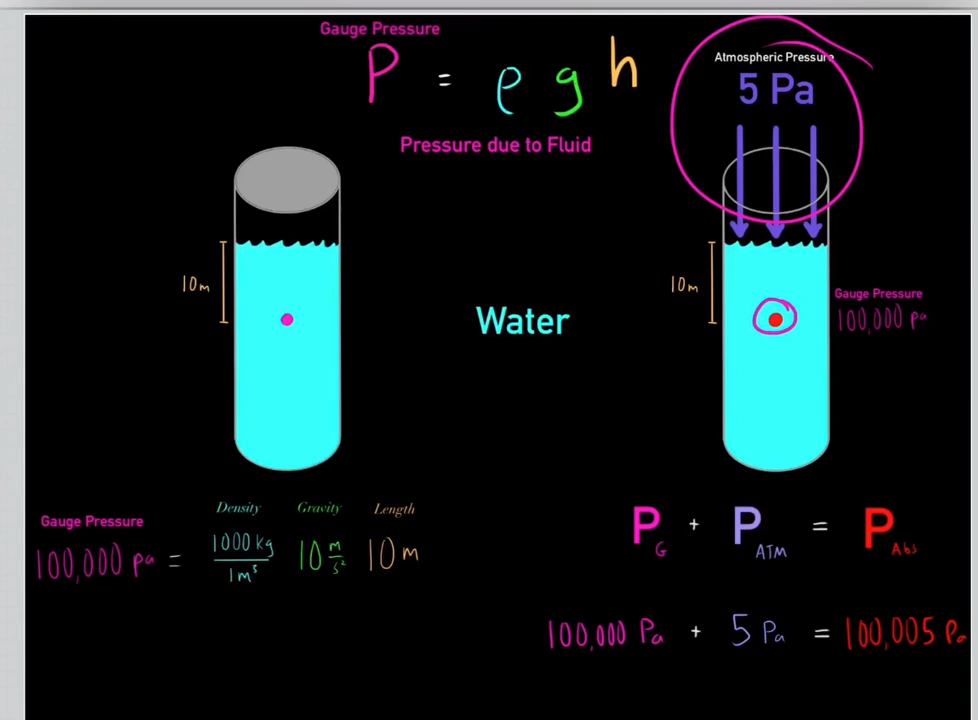 Gauge Pressure
P = ρ g h
Pressure due to Fluid
Atmospheric Pressure
5 Pa
10m
10m
Water
Gauge Pressure
100,000 pa
Density Gravity Length
Gauge Pressure
100,000 pa = 1000 kg / 1m³ 10 m/s² 10 m
P_G + P_ATM = P_Abs
100,000 Pa + 5 Pa = 100,005 Pa